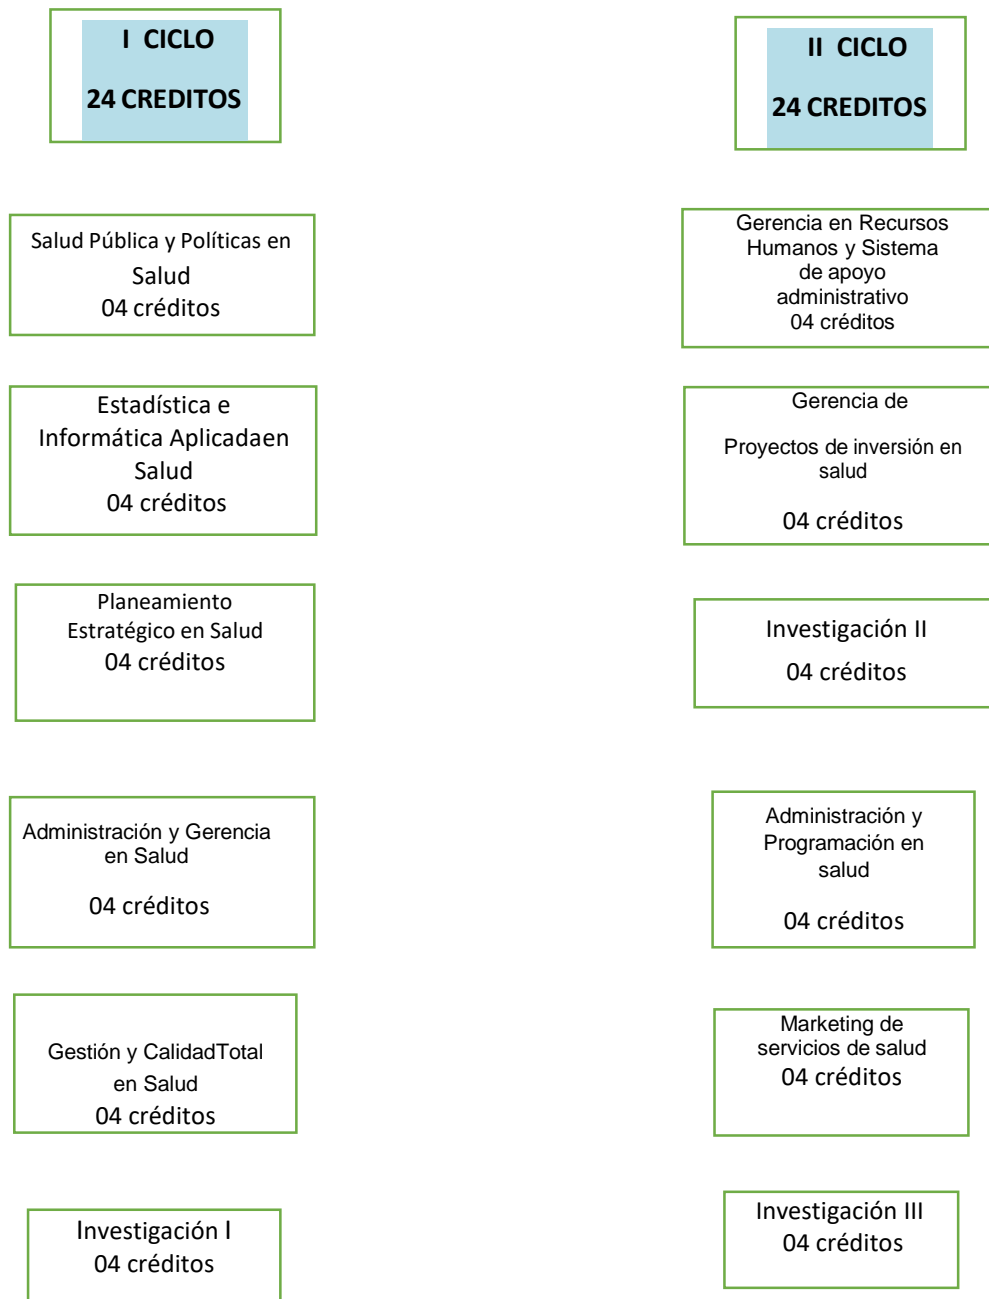 I CICLO
24 CREDITOS
Salud Pública y Políticas en
Salud
04 créditos
Estadística e
Informática Aplicadaen
Salud
04 créditos
Planeamiento
Estratégico en Salud
04 créditos
Administración y Gerencia
en Salud
04 créditos
Gestión y CalidadTotal
en Salud
04 créditos
Investigación I
04 créditos
II CICLO
24 CREDITOS
Gerencia en Recursos
Humanos y Sistema
de apoyo
administrativo
04 créditos
Gerencia de
Proyectos de inversión en
salud
04 créditos
Investigación II
04 créditos
Administración y
Programación en
salud
04 créditos
Marketing de
servicios de salud
04 créditos
Investigación III
04 créditos